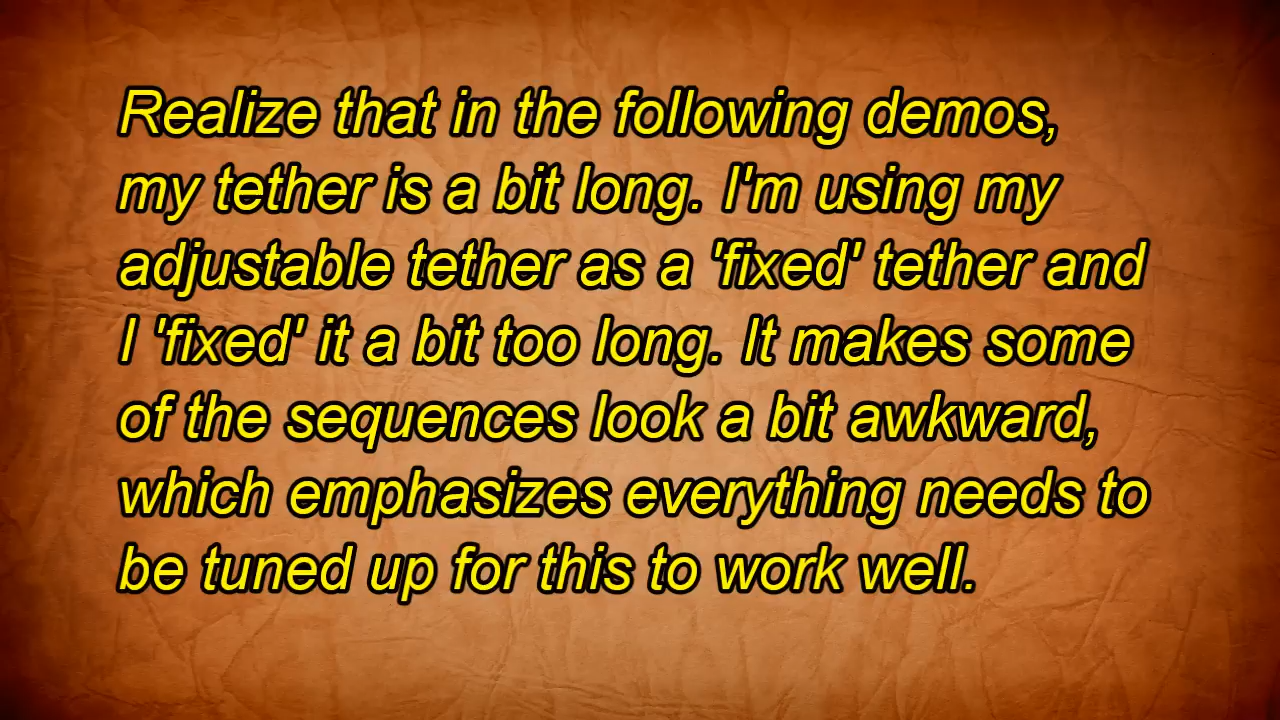 Realize that in the following demos,
my tether is a bit long. I'm using my
adjustable tether as a 'fixed' tether and
I 'fixed' it a bit too long. It makes some
of the sequences look a bit awkward,
which emphasizes everything needs to
be tuned up for this to work well.